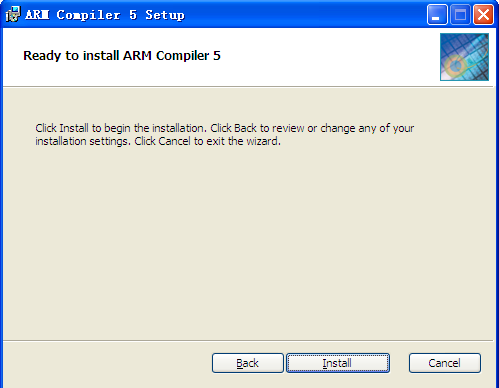 ARM Compiler 5 Setup
Ready to install ARM Compiler 5
Click Install to begin the installation. Click Back to review or change any of your
installation settings. Click Cancel to exit the wizard.
Back
Install
Cancel